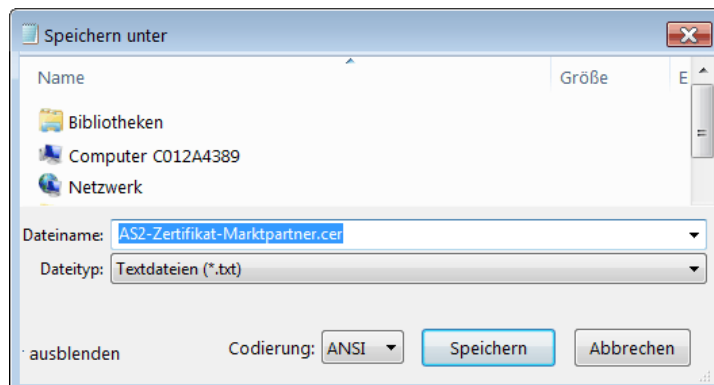 Speichern unter
Name Größe E
Bibliotheken
Computer C012A4389
Netzwerk
Dateiname: AS2-Zertifikat-Marktpartner.cer
Dateityp: Textdateien (*.txt)
ausblenden Codierung: ANSI Speichern Abbrechen